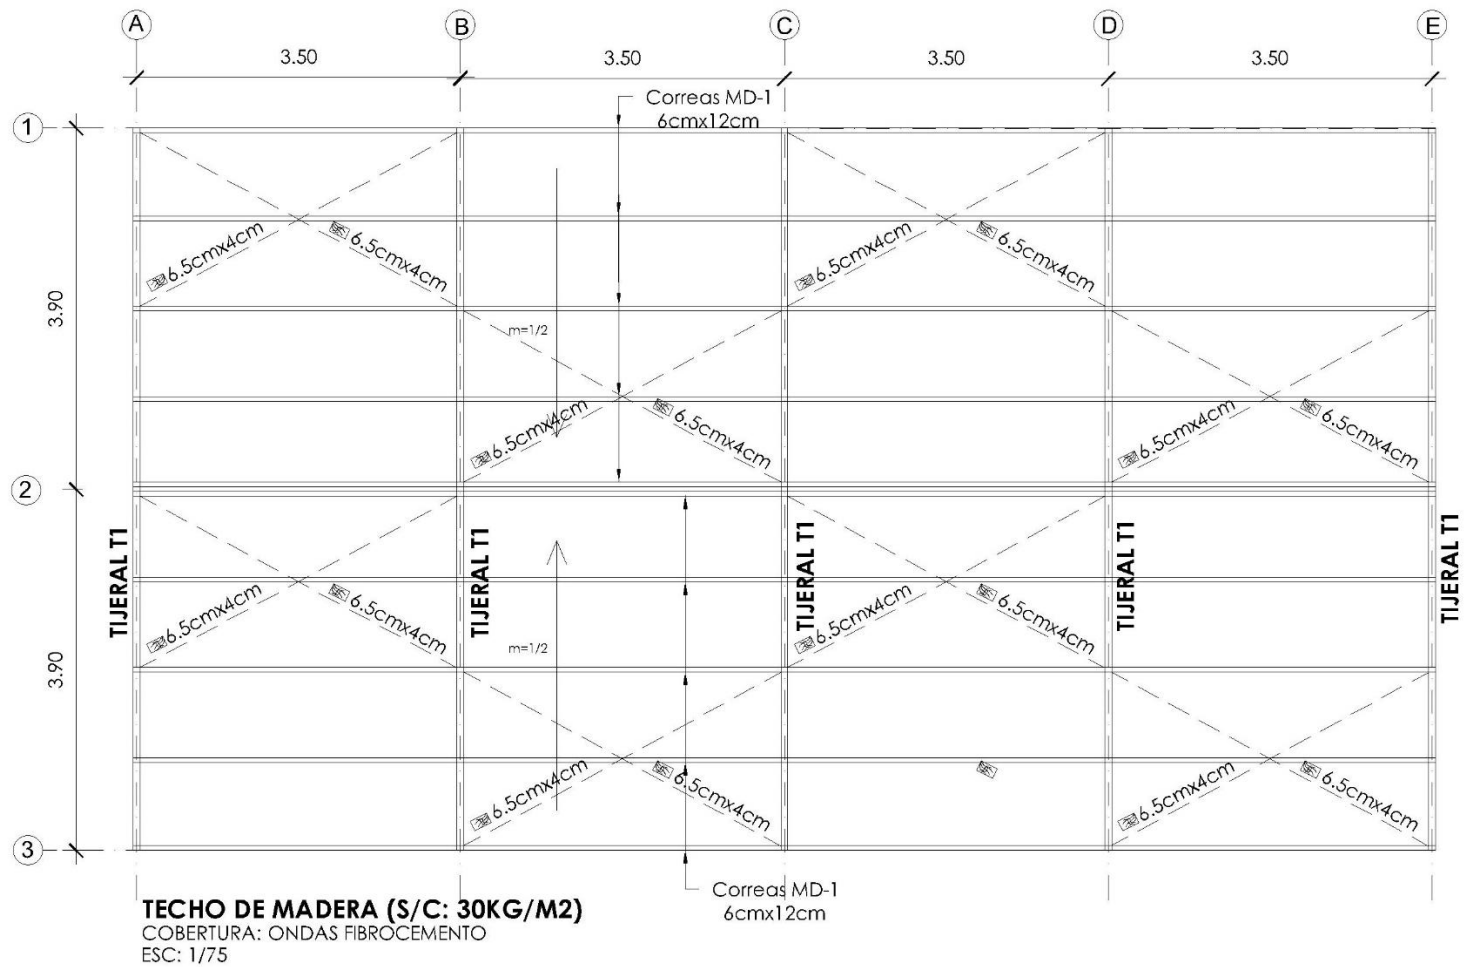 A B C D E
3.50 3.50 3.50 3.50
Correas MD-1
6cmx12cm
1
6.5cmx4cm 6.5cmx4cm 6.5cmx4cm 6.5cmx4cm
3.90
m=1/2
6.5cmx4cm 6.5cmx4cm 6.5cmx4cm 6.5cmx4cm
2
TIJERAL T1 TIJERAL T1 TIJERAL T1 TIJERAL T1 TIJERAL T1
6.5cmx4cm 6.5cmx4cm 6.5cmx4cm 6.5cmx4cm
m=1/2
3.90
6.5cmx4cm 6.5cmx4cm 6.5cmx4cm 6.5cmx4cm
3
Correas MD-1
6cmx12cm
TECHO DE MADERA (S/C: 30KG/M2)
COBERTURA: ONDAS FIBROCEMENTO
ESC: 1/75